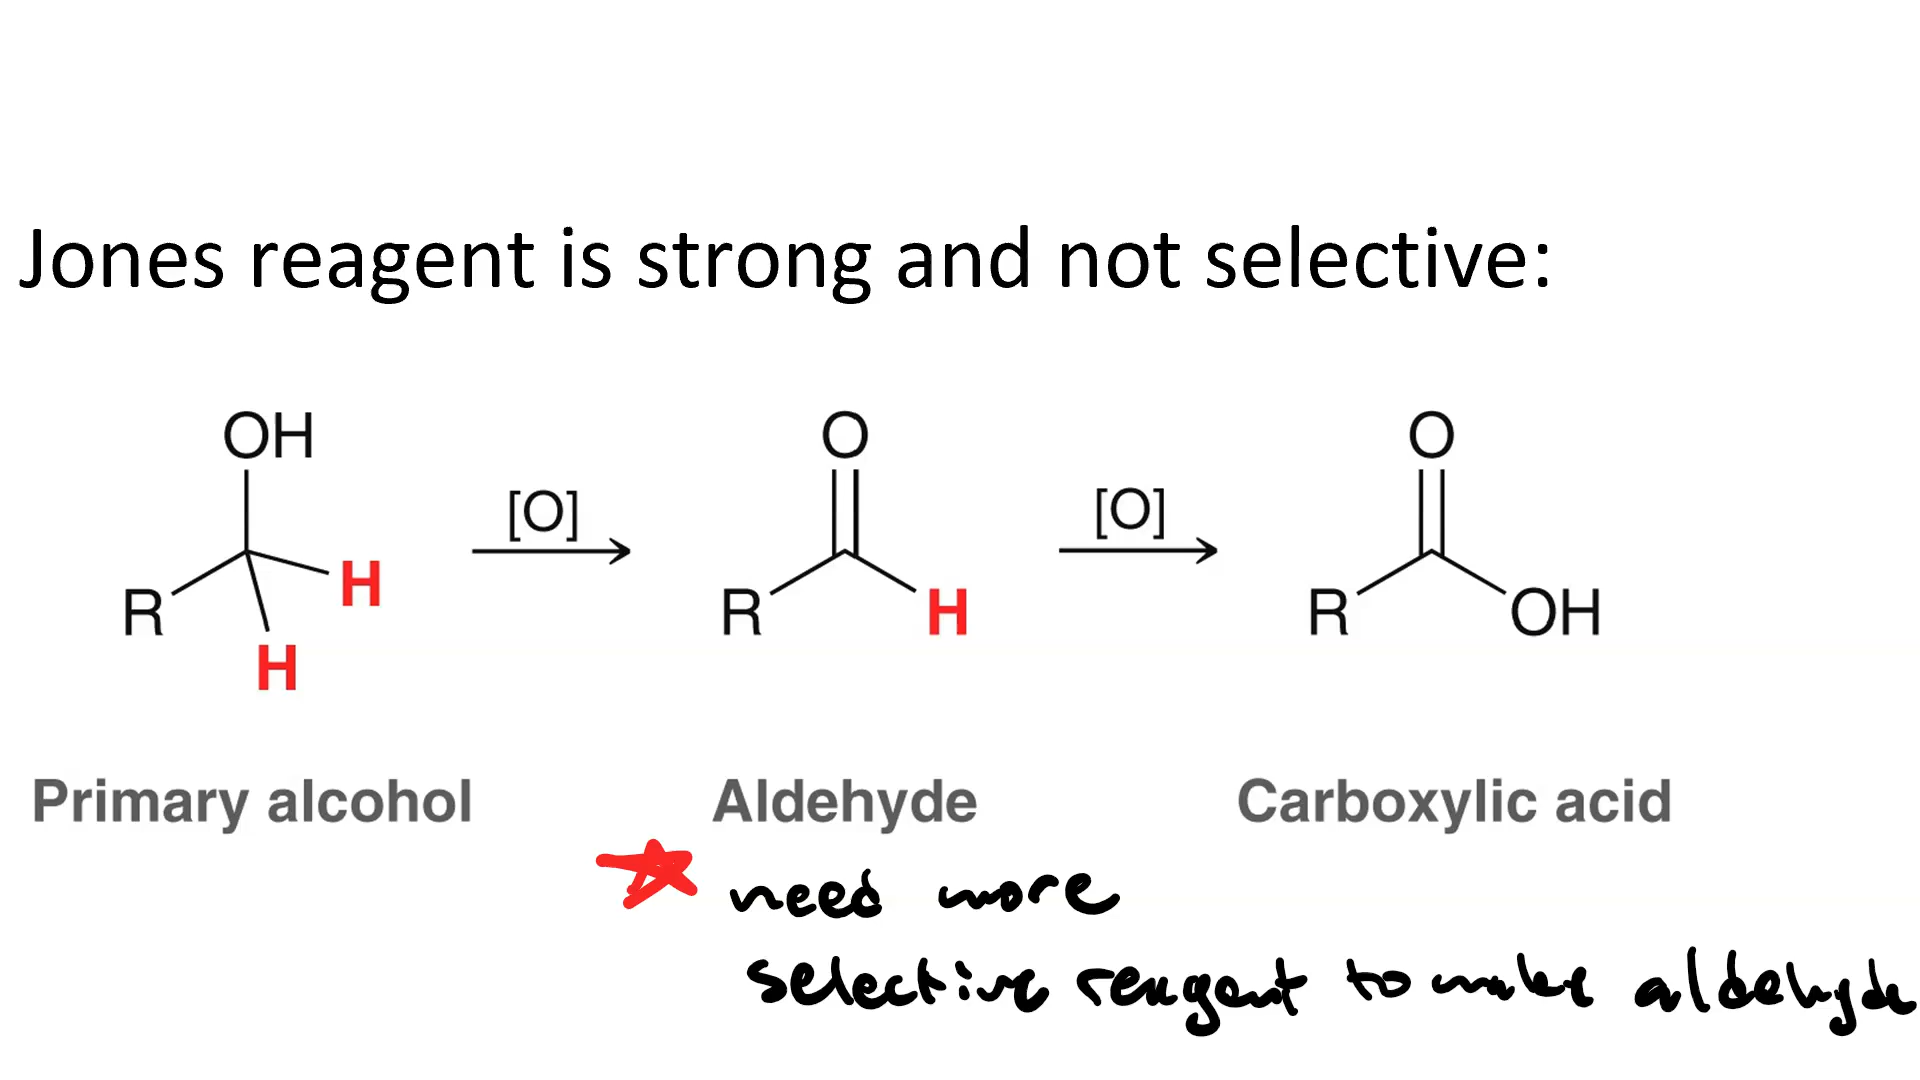 Jones reagent is strong and not selective:
OH
R
H
H
[O]
O
R
H
[O]
O
R
OH
Primary alcohol
Aldehyde
Carboxylic acid
need more
selective reagent to make aldehyde